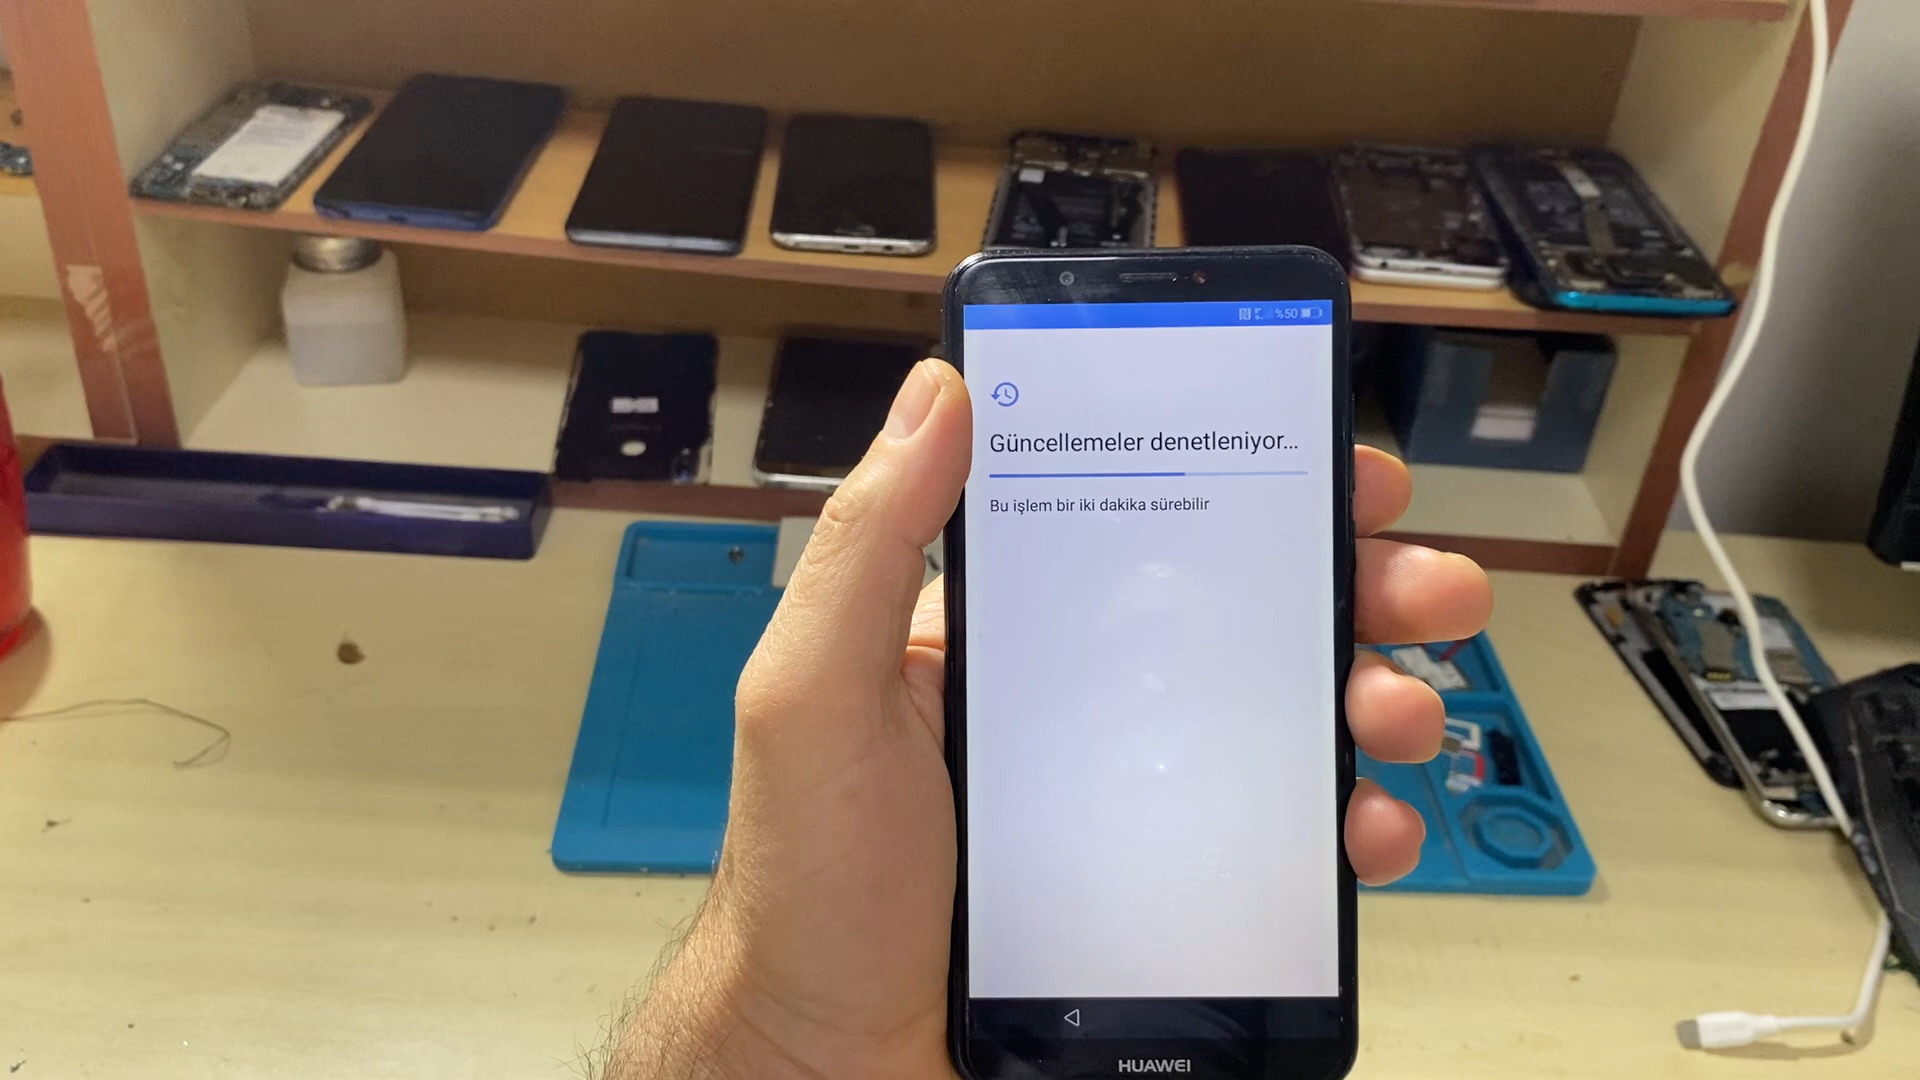 %50
Güncellemeler denetleniyor...
Bu işlem bir iki dakika sürebilir
HUAWEI